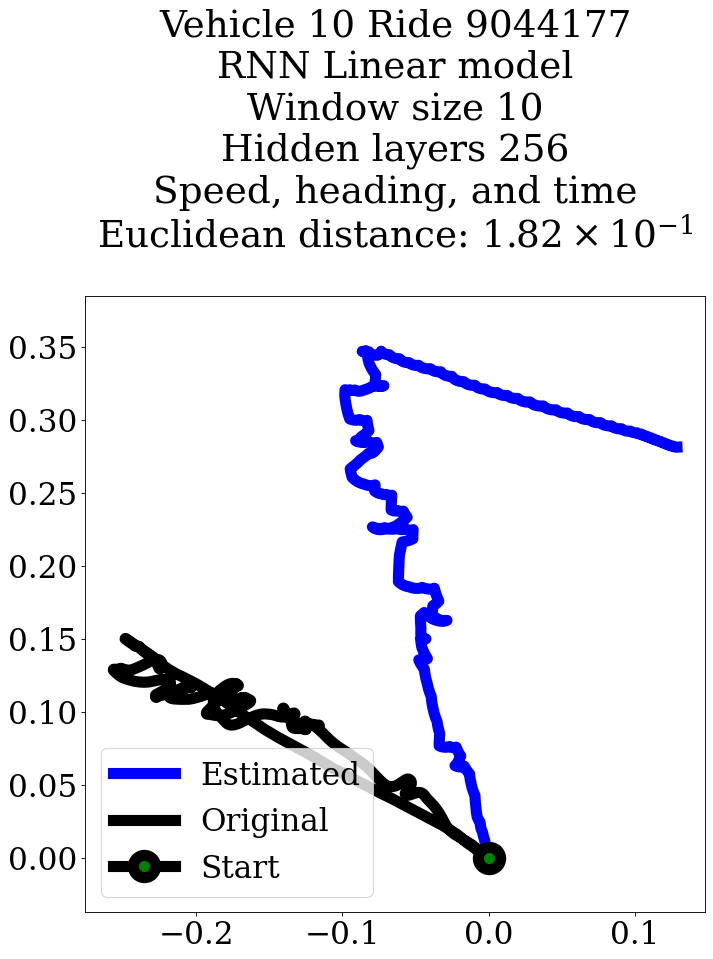 Vehicle 10 Ride 9044177
RNN Linear model
Window size 10
Hidden layers 256
Speed, heading, and time
Euclidean distance: 1.82 × 10⁻¹
0.35
0.30
0.25
0.20
0.15
0.10
0.05
0.00
Estimated
Original
Start
−0.2 −0.1 0.0 0.1